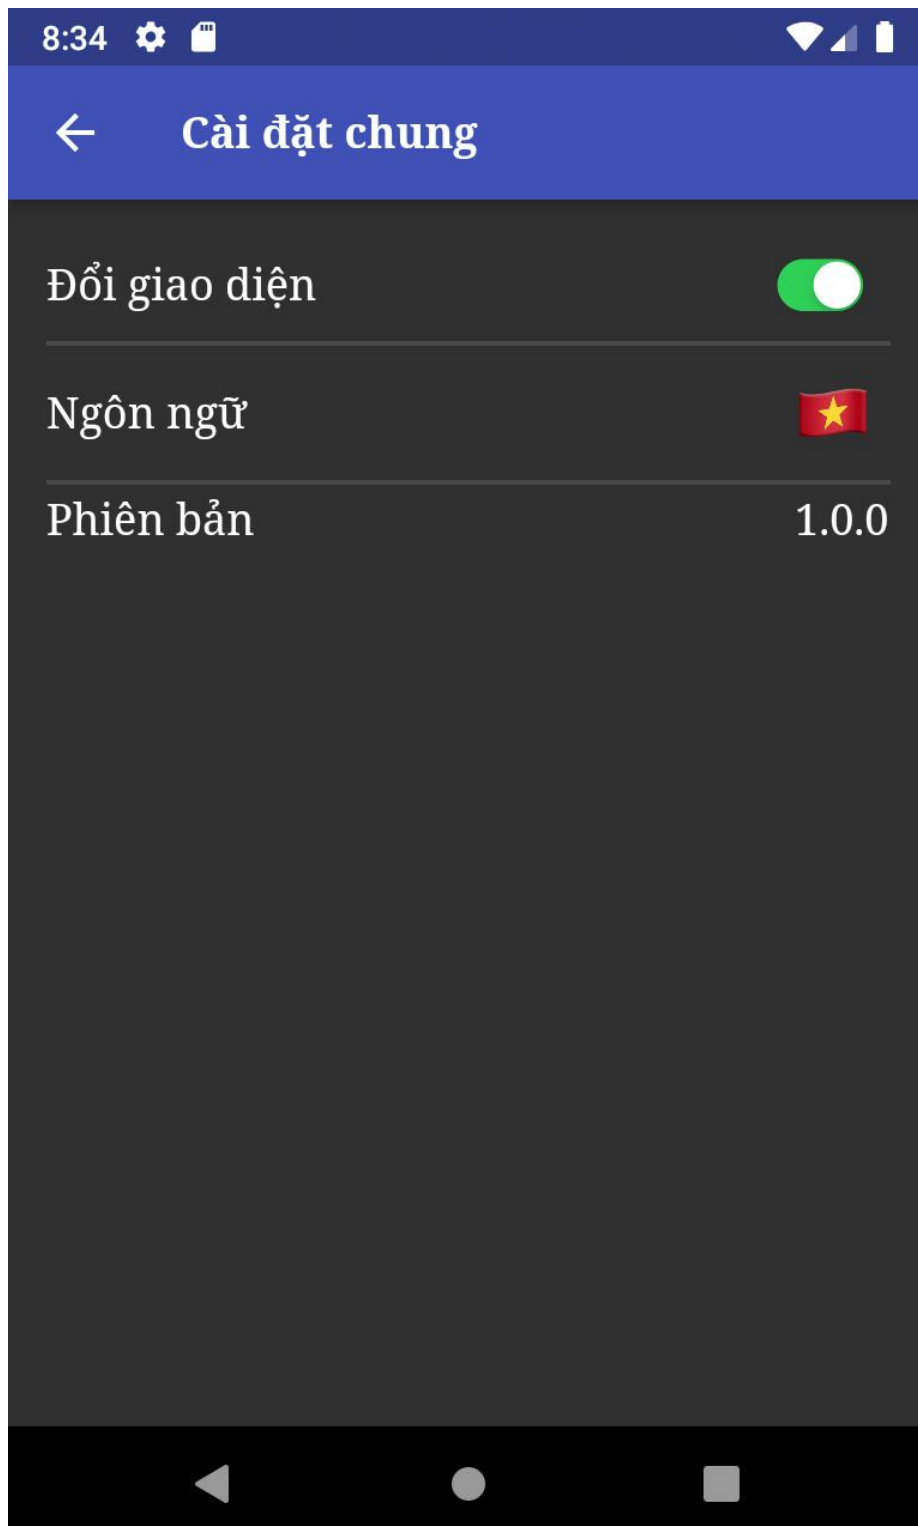 8:34
Cài đặt chung
Đổi giao diện
Ngôn ngữ
Phiên bản 1.0.0